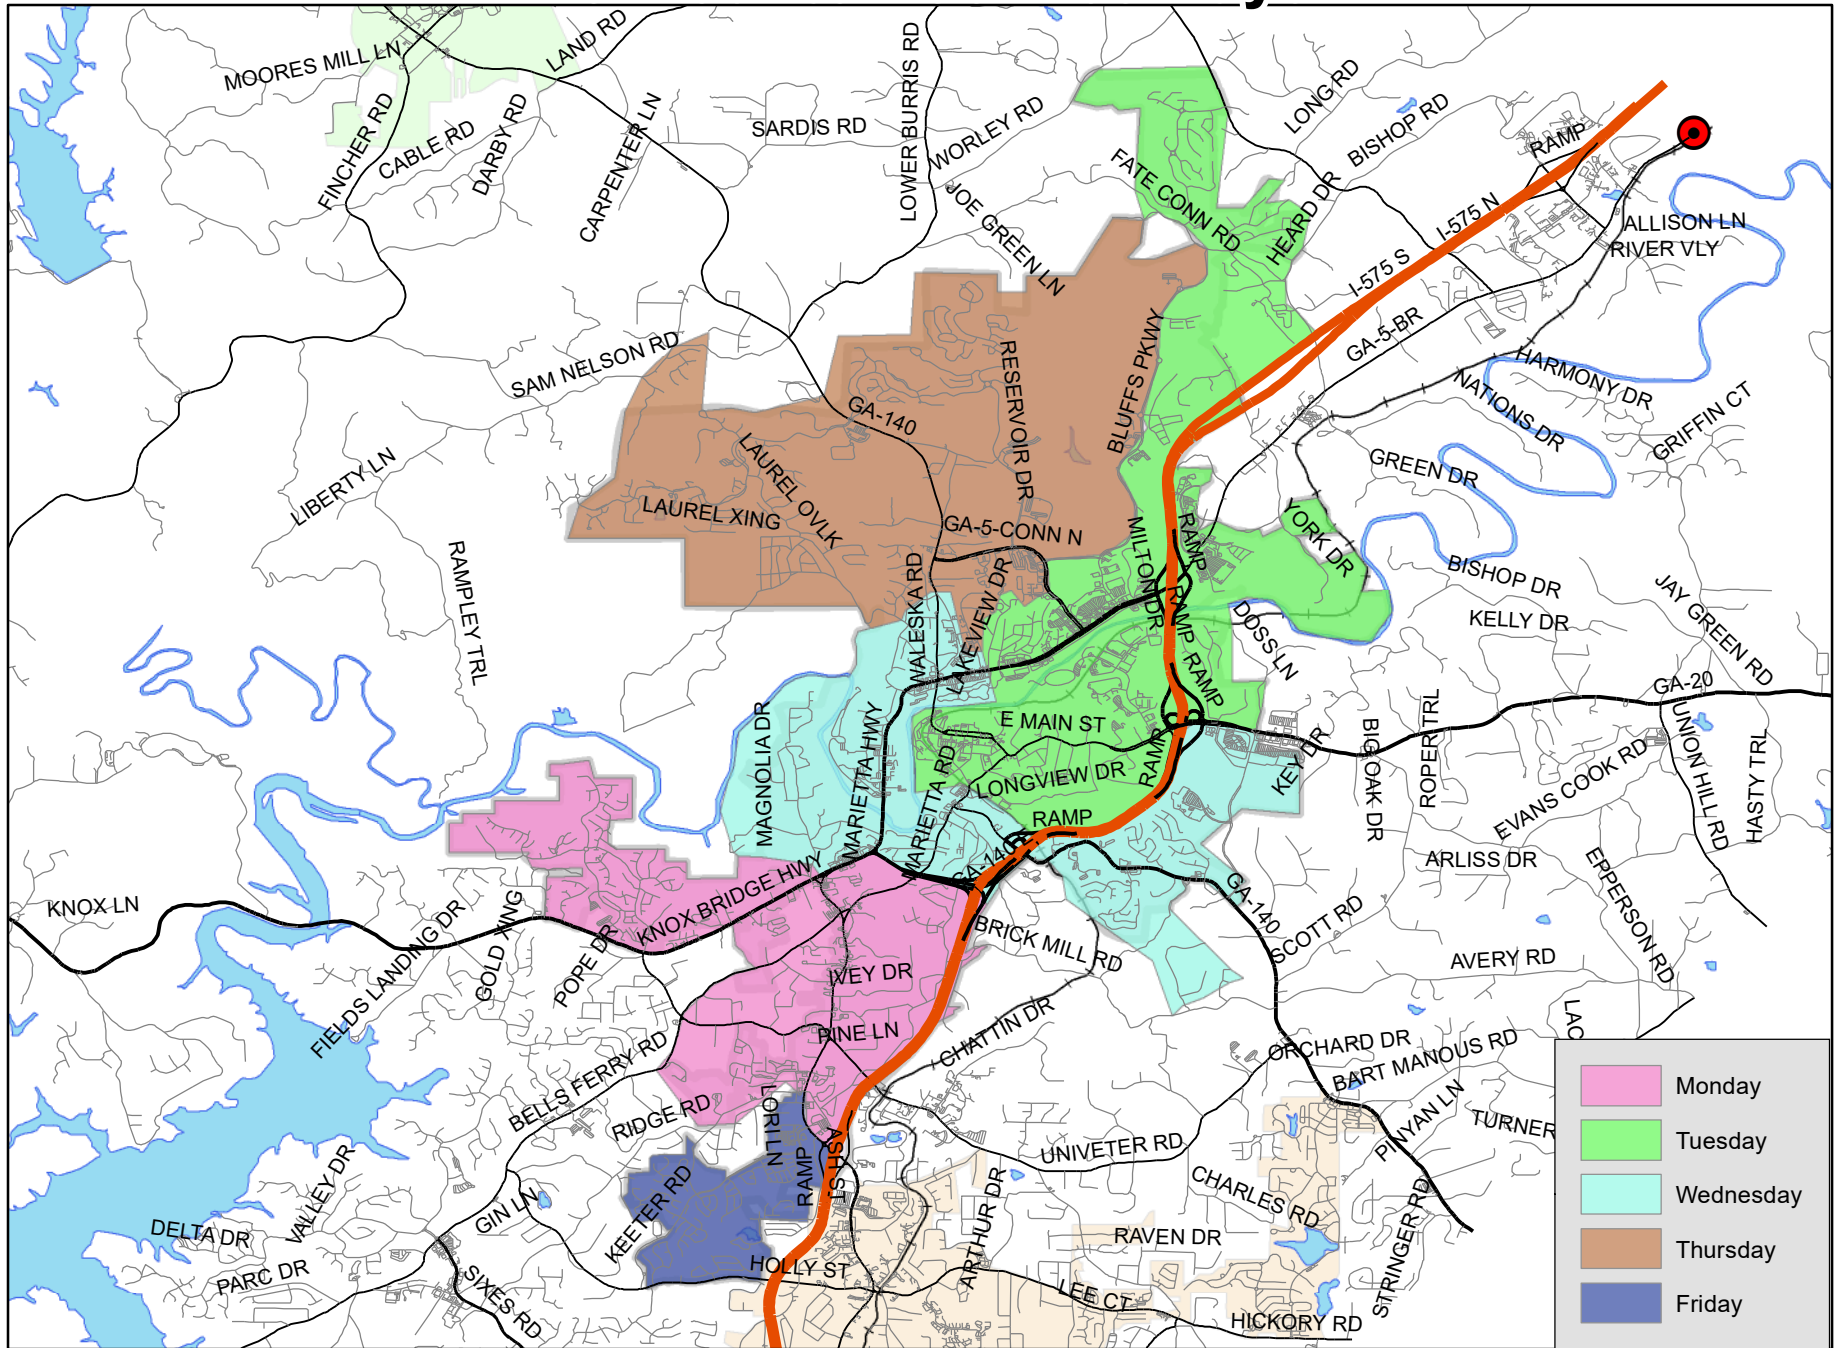 MOORES MILL LN
LAND RD
LOWER BURRIS RD
LONG RD
FINCHER RD
CABLE RD
DARBY RD
CARPENTER LN
SARDIS RD
WORLEY RD
BISHOP RD
RAMP
JOE GREEN LN
FATE CONN RD
HEARD DR
I-575 N
ALLISON LN
RIVER VLY
I-575 S
GA-5-BR
SAM NELSON RD
RESERVOIR DR
BLUFFS PKWY
HARMONY DR
NATIONS DR
GRIFFIN CT
GA-140
LAUREL OVLK
LIBERTY LN
LAUREL XING
GREEN DR
GA-5-CONN N
MILTON DR
RAMP
YORK DR
RAMPLEY TRL
WALESKA RD
LAKEVIEW DR
RAMP
DOSS LN
BISHOP DR
KELLY DR
JAY GREEN RD
RAMP
GA-20
MAGNOLIA DR
MARIETTA HWY
E MAIN ST
RAMP
KEY DR
BIG OAK DR
ROPER TRL
UNION HILL RD
HASTY TRL
MARIETTA RD
LONGVIEW DR
EVANS COOK RD
RAMP
ARLISS DR
EPPERSON RD
KNOX LN
FIELDS LANDING DR
GOLD XING
POPE DR
KNOX BRIDGE HWY
GA-140
BRICK MILL RD
GA-140
SCOTT RD
AVERY RD
IVEY DR
PINE LN
CHATTIN DR
ORCHARD DR
BART MANOUS RD
LAC
BELLS FERRY RD
RIDGE RD
LORI LN
RAMP
ASH ST
UNIVETER RD
PINYAN LN
TURNER
VALLEY DR
GIN LN
KEETER RD
ARTHUR DR
CHARLES RD
STRINGER RD
DELTA DR
PARC DR
SIXES RD
HOLLY ST
RAVEN DR
LEE CT
HICKORY RD
Monday
Tuesday
Wednesday
Thursday
Friday